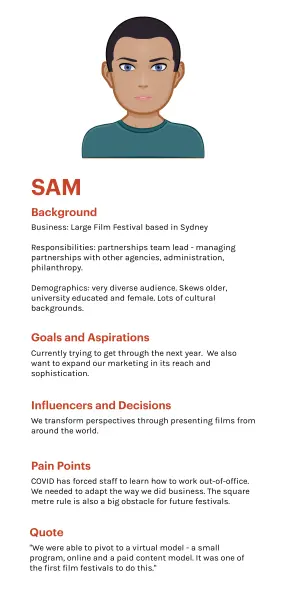 SAM
Background
Business: Large Film Festival based in Sydney
Responsibilities: partnerships team lead - managing
partnerships with other agencies, administration,
philanthropy.
Demographics: very diverse audience. Skews older,
university educated and female. Lots of cultural
backgrounds.
Goals and Aspirations
Currently trying to get through the next year.  We also
want to expand our marketing in its reach and
sophistication.
Influencers and Decisions
We transform perspectives through presenting films from
around the world.
Pain Points
COVID has forced staff to learn how to work out-of-office.
We needed to adapt the way we did business. The square
metre rule is also a big obstacle for future festivals.
Quote
"We were able to pivot to a virtual model - a small
program, online and a paid content model. It was one of
the first film festivals to do this."